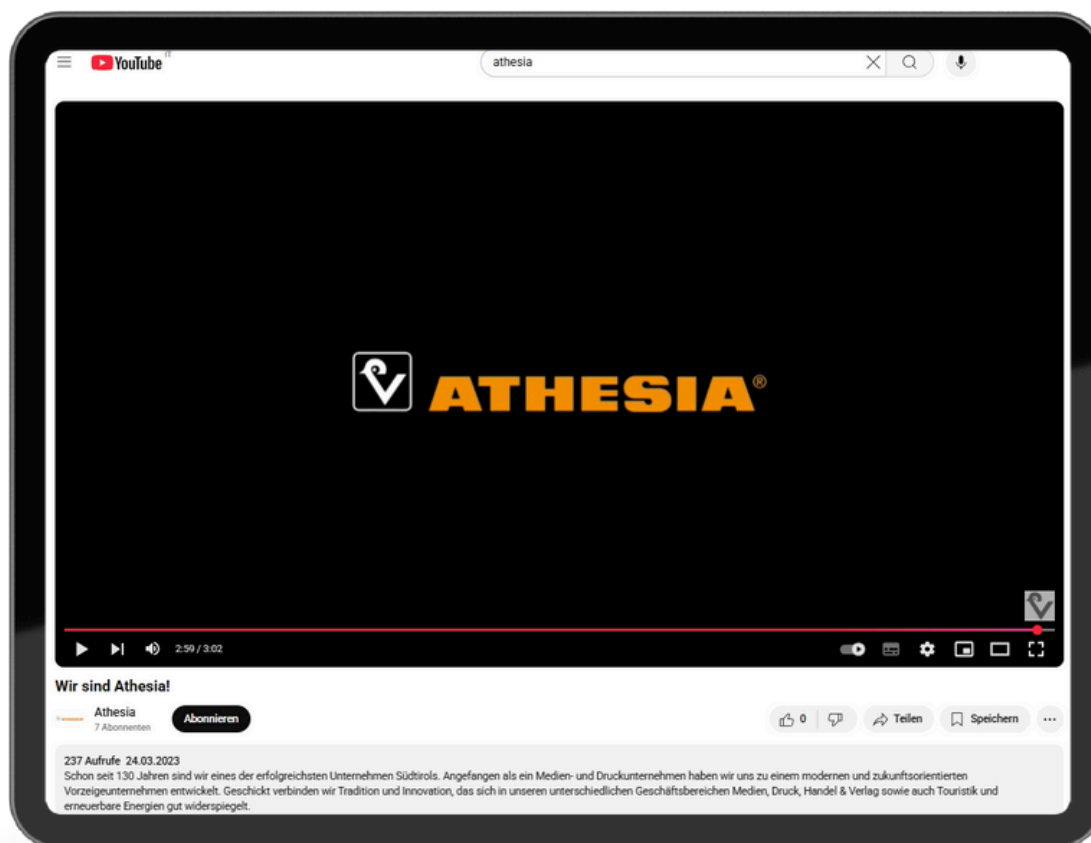 YouTube IT
athesia
ATHESIA®
2:59 / 3:02
Wir sind Athesia!
Athesia
7 Abonnenten
Abonnieren
0
Teilen
Speichern
237 Aufrufe 24.03.2023
Schon seit 130 Jahren sind wir eines der erfolgreichsten Unternehmen Südtirols. Angefangen als ein Medien- und Druckunternehmen haben wir uns zu einem modernen und zukunftsorientierten
Vorzeigeunternehmen entwickelt. Geschickt verbinden wir Tradition und Innovation, das sich in unseren unterschiedlichen Geschäftsbereichen Medien, Druck, Handel & Verlag sowie auch Touristik und
erneuerbare Energien gut widerspiegelt.